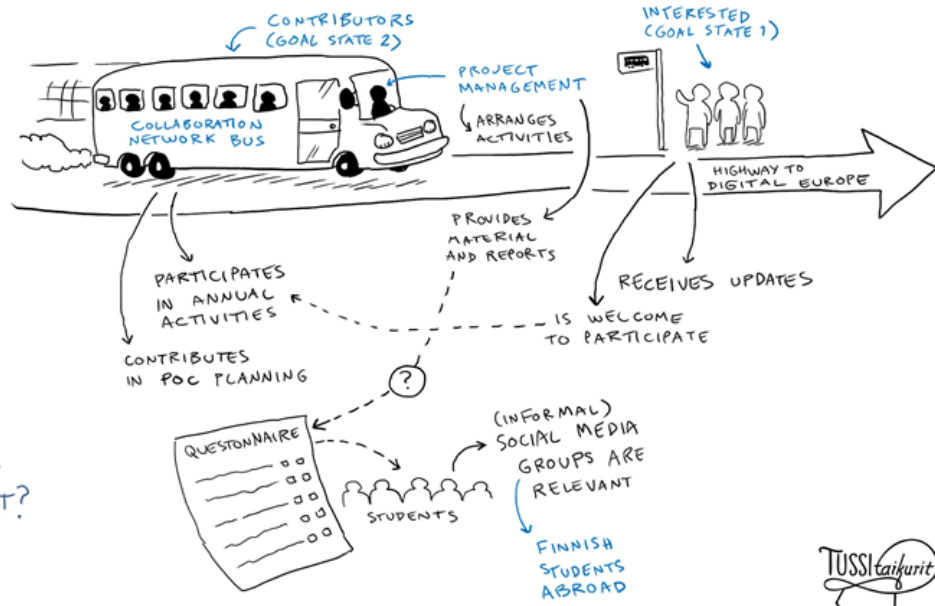 CONTRIBUTORS
(GOAL STATE 2)
INTERESTED
(GOAL STATE 1)
PROJECT
MANAGEMENT
COLLABORATION
NETWORK BUS
ARRANGES
ACTIVITIES
HIGHWAY TO
DIGITAL EUROPE
PROVIDES
MATERIAL
AND REPORTS
PARTICIPATES
IN ANNUAL
ACTIVITIES
RECEIVES UPDATES
IS WELCOME
TO PARTICIPATE
CONTRIBUTES
IN POC PLANNING
?
QUESTONNAIRE
(INFORMAL)
SOCIAL MEDIA
GROUPS ARE
RELEVANT
STUDENTS
T?
FINNISH
STUDENTS
ABROAD
TUSSItaikurit